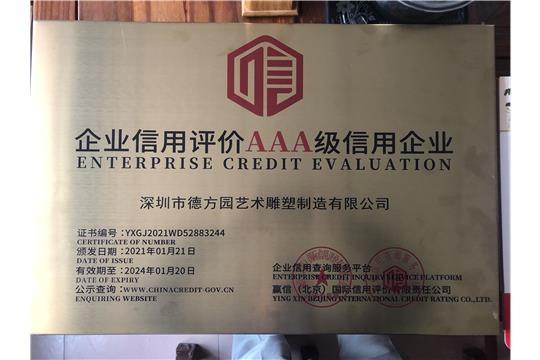 企业信用评价AAA级信用企业
ENTERPRISE CREDIT EVALUATION
深圳市德方园艺术雕塑制造有限公司
证书编号：YXGJ2021WD52883244
CERTIFICATE OF NUMBER
颁发日期：2021年01月21日
DATE OF ISSUE
有效期至：2024年01月20日
DATE OF EXPIRY
公示查询：WWW.CHINACREDIT-GOV.CN
ENQUIRING WEBSITE
企业信用查询服务平台
ENTERPRISE CREDIT INQUIRY SERVICE PLATFORM
赢信（北京）国际信用评价有限责任公司
YING XIN BEIJING INTERNATIONAL CREDIT RATING CO.,LTD.